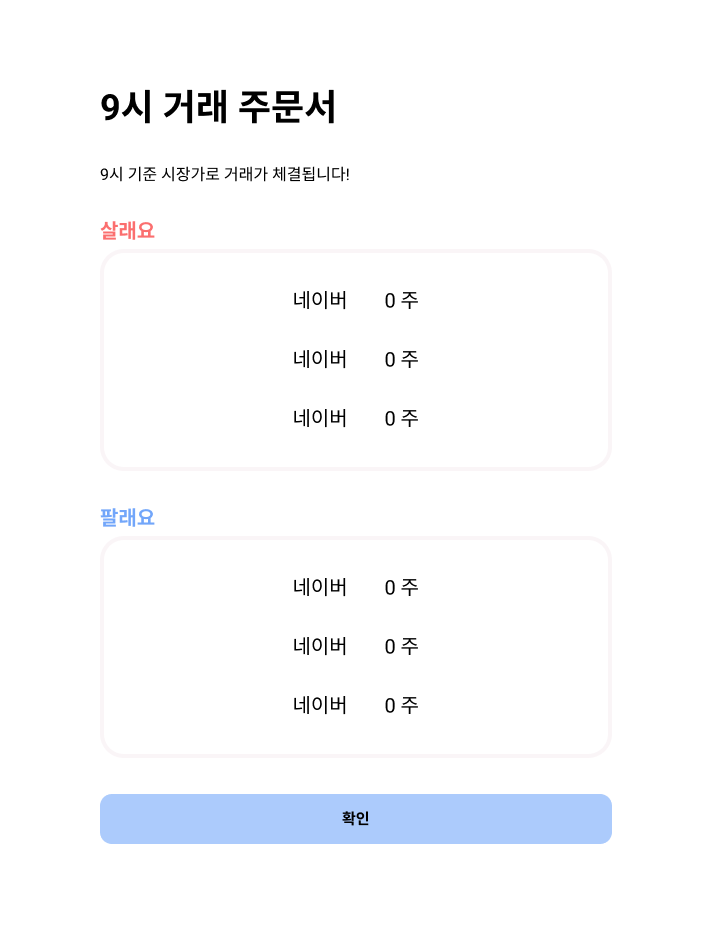 9시 거래 주문서
9시 기준 시장가로 거래가 체결됩니다!
살래요
네이버 0 주
네이버 0 주
네이버 0 주
팔래요
네이버 0 주
네이버 0 주
네이버 0 주
확인